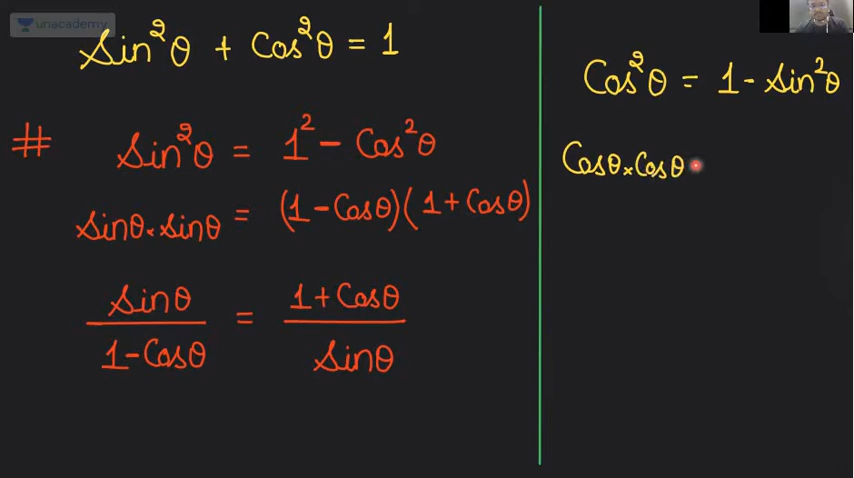 unacademy
sin²θ + cos²θ = 1
# sin²θ = 1² - cos²θ
sinθ × sinθ = (1 - cosθ)(1 + cosθ)
sinθ / 1 - cosθ = 1 + cosθ / sinθ
cos²θ = 1 - sin²θ
cosθ × cosθ